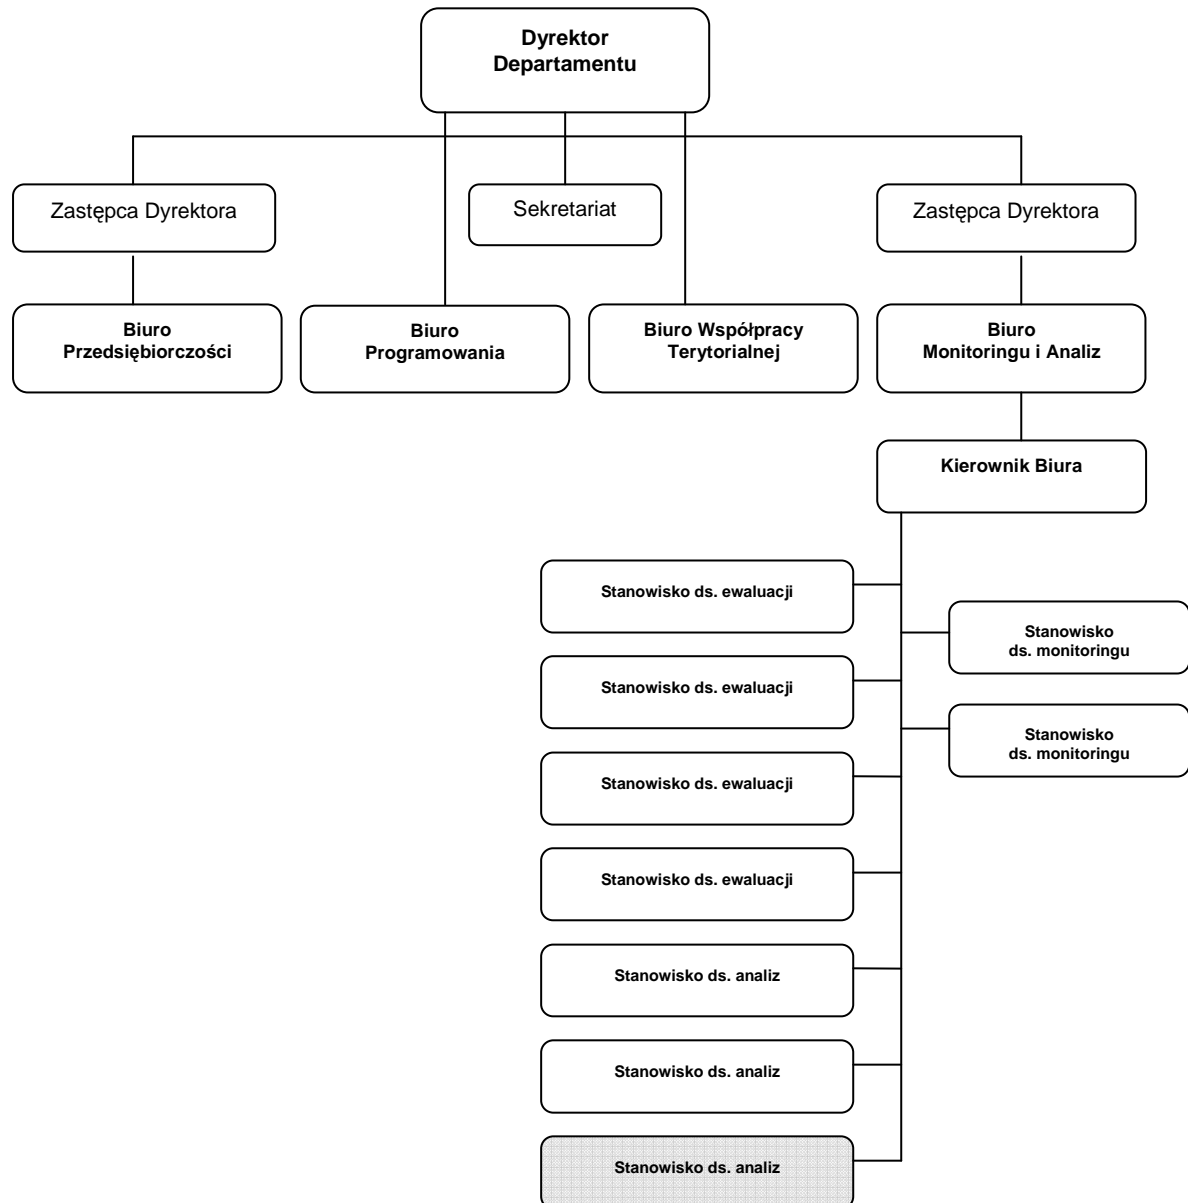 Dyrektor
Departamentu
Zastępca Dyrektora
Sekretariat
Zastępca Dyrektora
Biuro
Przedsiębiorczości
Biuro
Programowania
Biuro Współpracy
Terytorialnej
Biuro
Monitoringu i Analiz
Kierownik Biura
Stanowisko ds. ewaluacji
Stanowisko
ds. monitoringu
Stanowisko ds. ewaluacji
Stanowisko
ds. monitoringu
Stanowisko ds. ewaluacji
Stanowisko ds. ewaluacji
Stanowisko ds. analiz
Stanowisko ds. analiz
Stanowisko ds. analiz